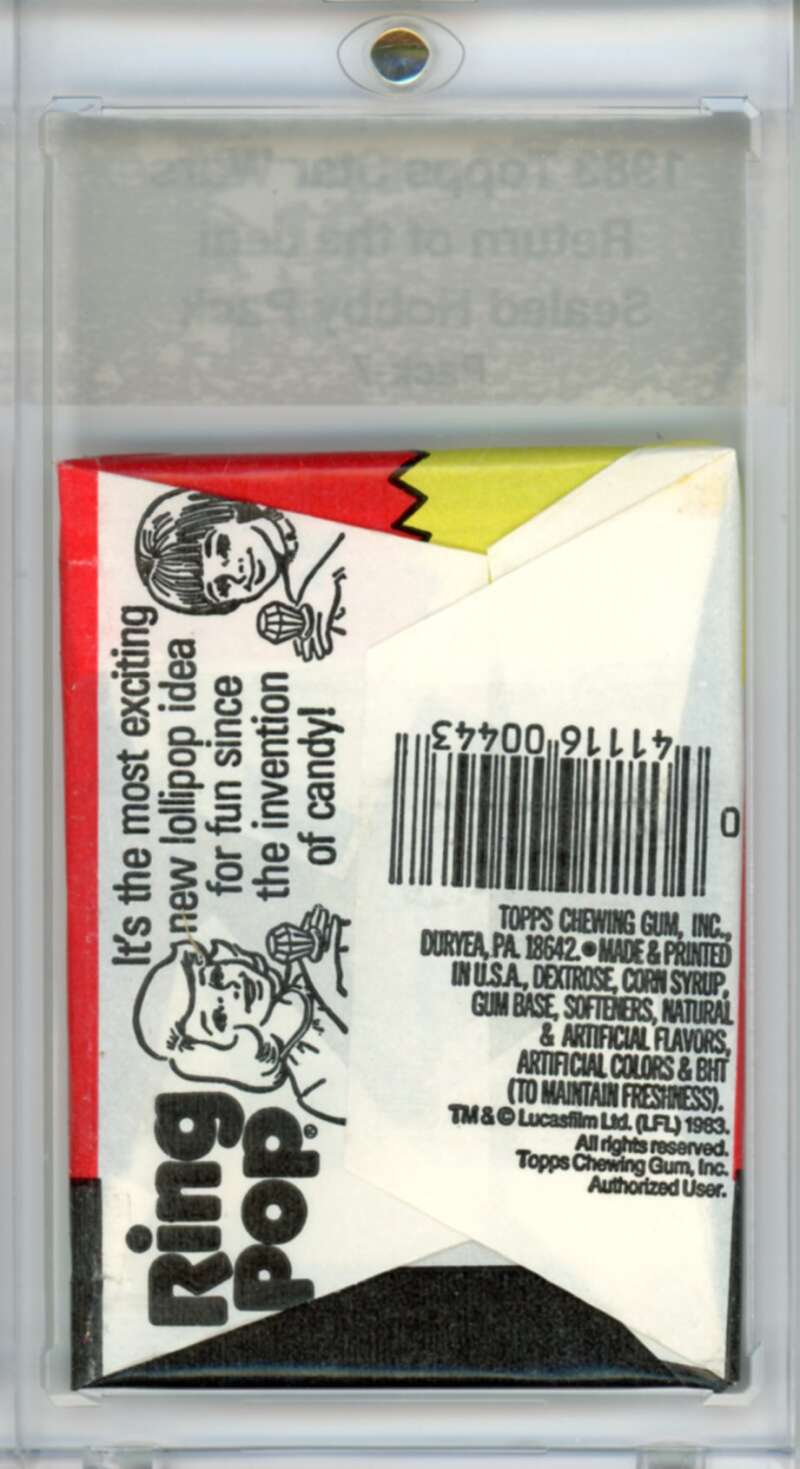 1983 Topps Star Wars
Return of the Jedi
Sealed Hobby Pack
Pack 7
It's the most exciting
new lollipop idea
for fun since
the invention
of candy!
Ring
Pop®
0 41116 00443
TOPPS CHEWING GUM, INC.,
DURYEA, PA. 18642. ● MADE & PRINTED
IN U.S.A., DEXTROSE, CORN SYRUP,
GUM BASE, SOFTENERS, NATURAL
& ARTIFICIAL FLAVORS,
ARTIFICIAL COLORS & BHT
(TO MAINTAIN FRESHNESS).
TM & © Lucasfilm Ltd. (LFL) 1983.
All rights reserved.
Topps Chewing Gum, Inc.
Authorized User.